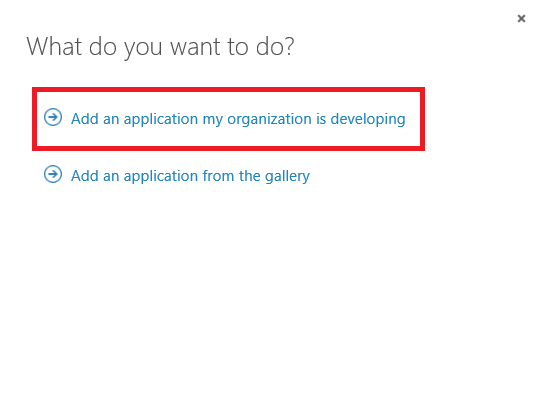 What do you want to do?
Add an application my organization is developing
Add an application from the gallery